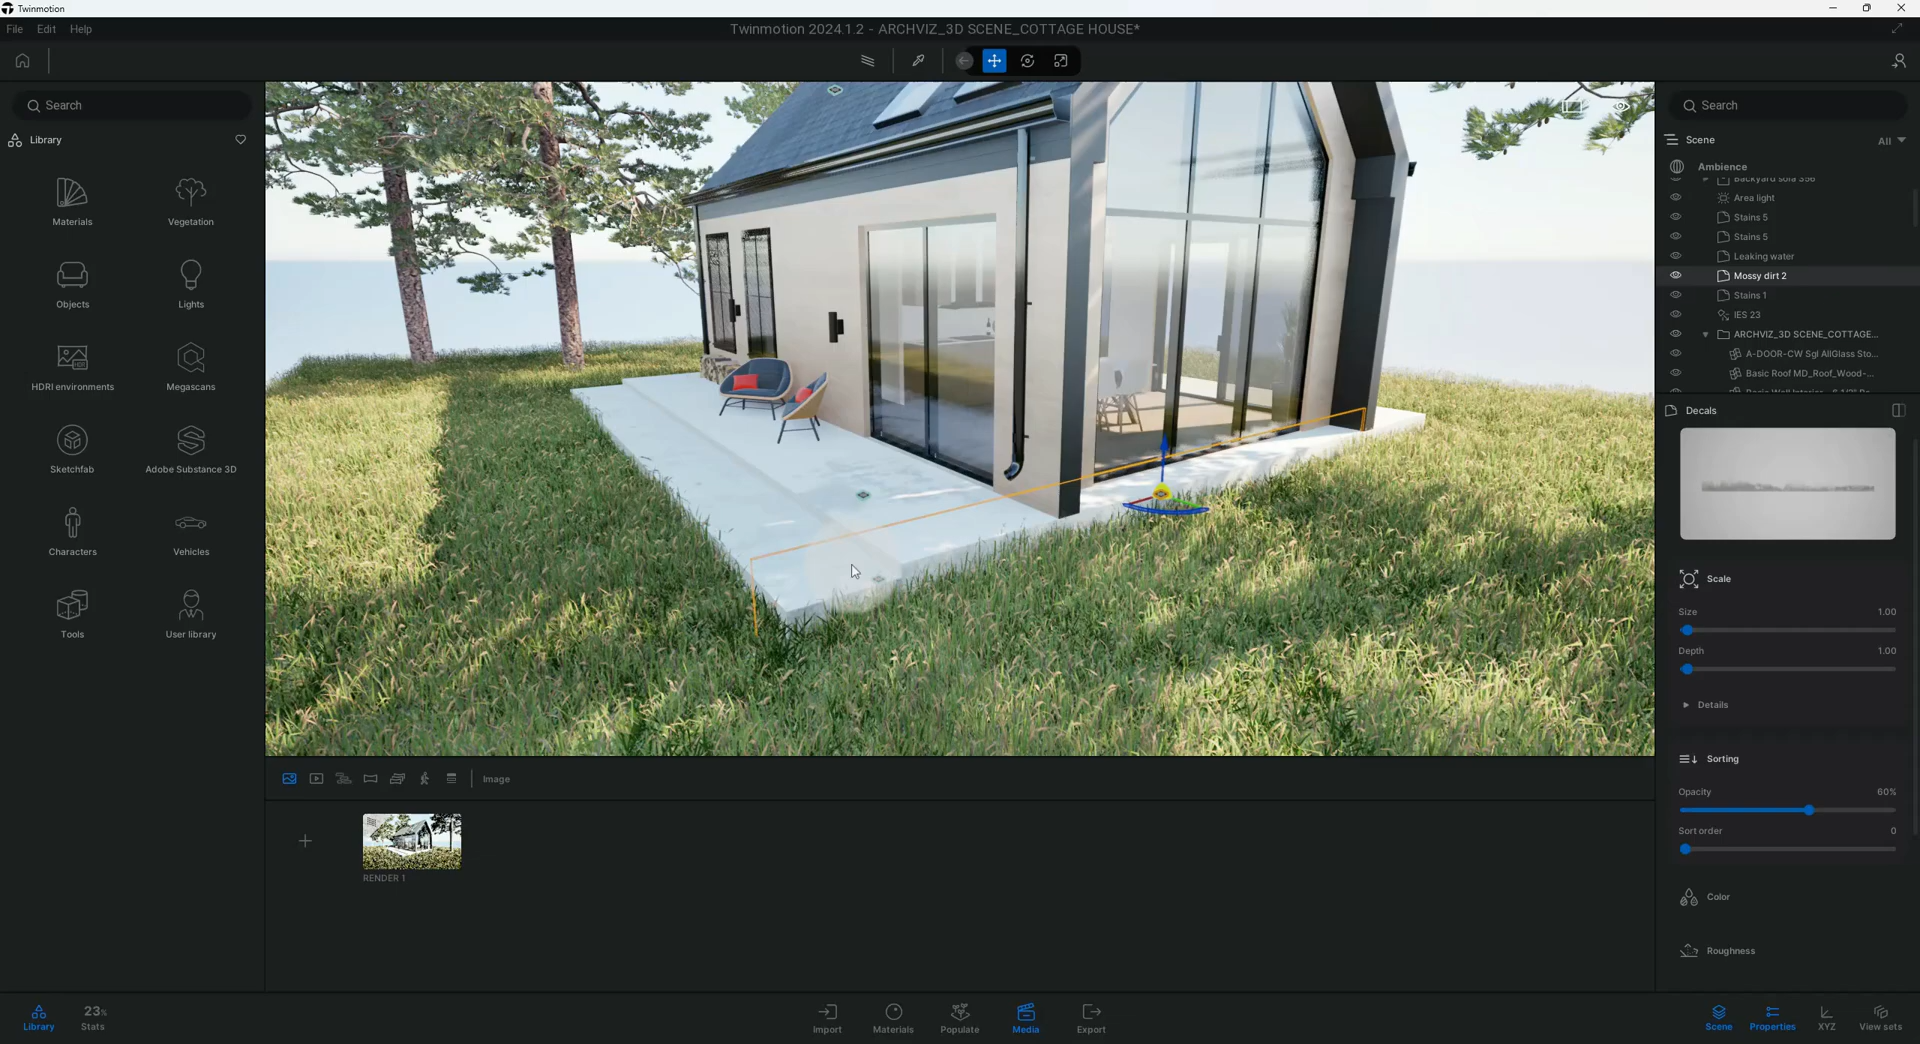 Twinmotion
File Edit Help
Twinmotion 2024.1.2 - ARCHVIZ_3D SCENE_COTTAGE HOUSE*
Search
Library
Materials
Vegetation
Objects
Lights
HDRI environments
Megascans
Sketchfab
Adobe Substance 3D
Characters
Vehicles
Tools
User library
Search
Scene
All
Ambience
Backyard sofa 356
Area light
Stains 5
Stains 5
Leaking water
Mossy dirt 2
Stains 1
IES 23
ARCHVIZ_3D SCENE_COTTAGE...
A-DOOR-CW Sgl AllGlass Sto...
Basic Roof MD_Roof_Wood-...
Decals
Scale
Size 1.00
Depth 1.00
Details
Sorting
Opacity 60%
Sort order 0
Color
Roughness
Image
RENDER 1
Library
23%
Stats
Import
Materials
Populate
Media
Export
Scene
Properties
XYZ
View sets